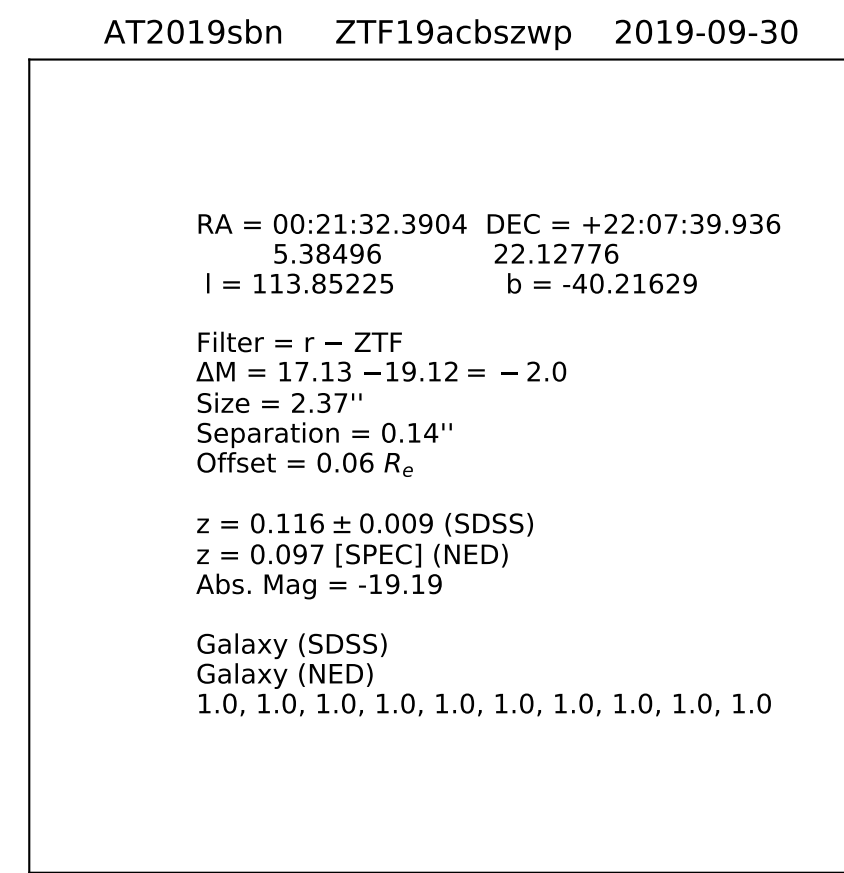 AT2019sbn ZTF19acbszwp 2019-09-30
RA = 00:21:32.3904 DEC = +22:07:39.936
5.38496 22.12776
l = 113.85225 b = -40.21629
Filter = r − ZTF
ΔM = 17.13 −19.12 = − 2.0
Size = 2.37''
Separation = 0.14''
Offset = 0.06 Rₑ
z = 0.116 ± 0.009 (SDSS)
z = 0.097 [SPEC] (NED)
Abs. Mag = -19.19
Galaxy (SDSS)
Galaxy (NED)
1.0, 1.0, 1.0, 1.0, 1.0, 1.0, 1.0, 1.0, 1.0, 1.0